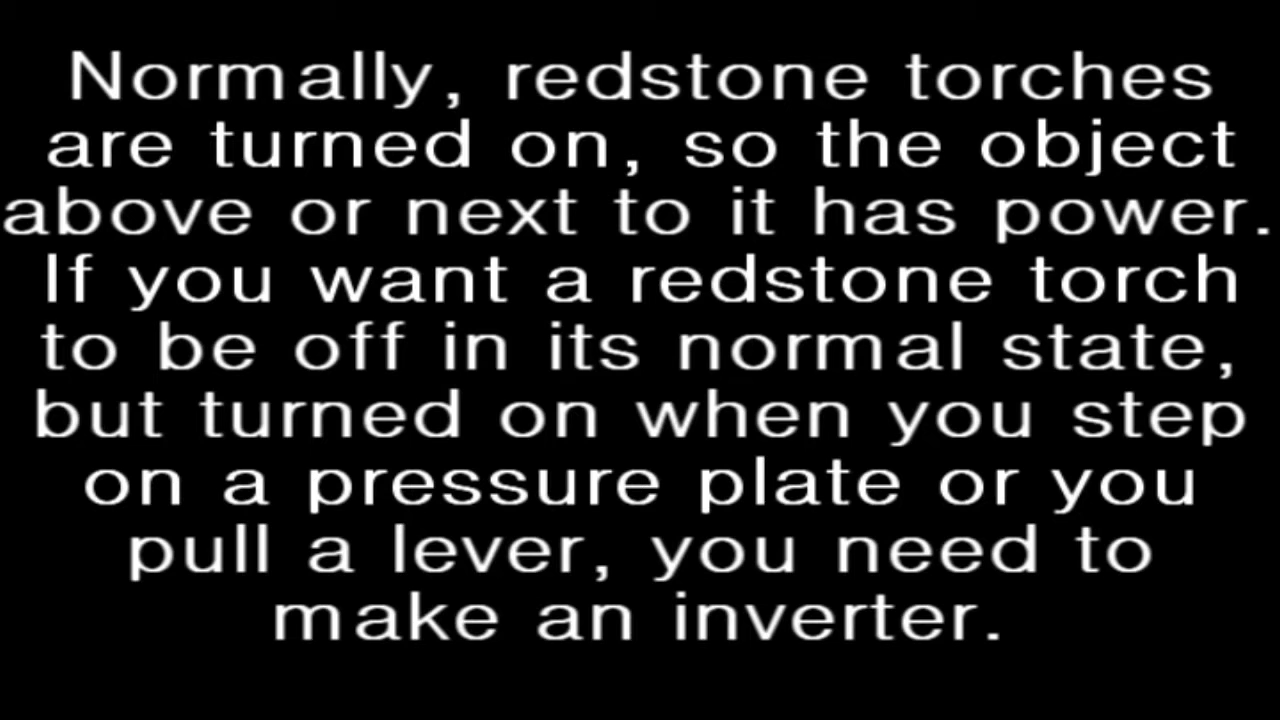 Normally, redstone torches
are turned on, so the object
above or next to it has power.
If you want a redstone torch
to be off in its normal state,
but turned on when you step
on a pressure plate or you
pull a lever, you need to
make an inverter.